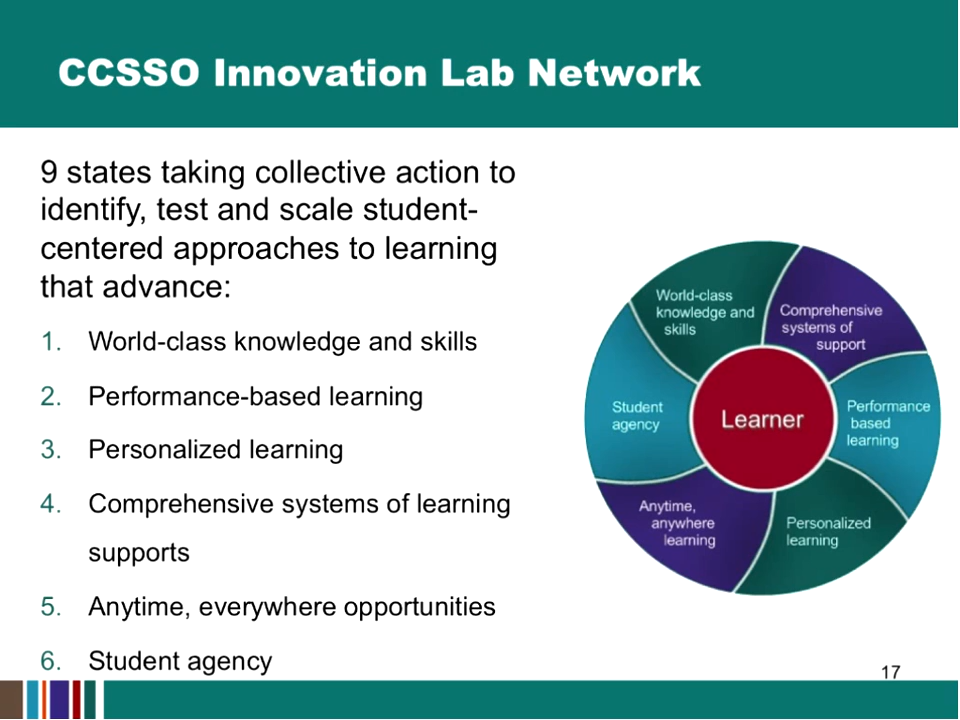 CCSSO Innovation Lab Network
9 states taking collective action to
identify, test and scale student-
centered approaches to learning
that advance:
1. World-class knowledge and skills
2. Performance-based learning
3. Personalized learning
4. Comprehensive systems of learning
supports
5. Anytime, everywhere opportunities
6. Student agency
World-class
knowledge and
skills
Comprehensive
systems of
support
Student
agency
Learner
Performance
based
learning
Anytime,
anywhere
learning
Personalized
learning
17